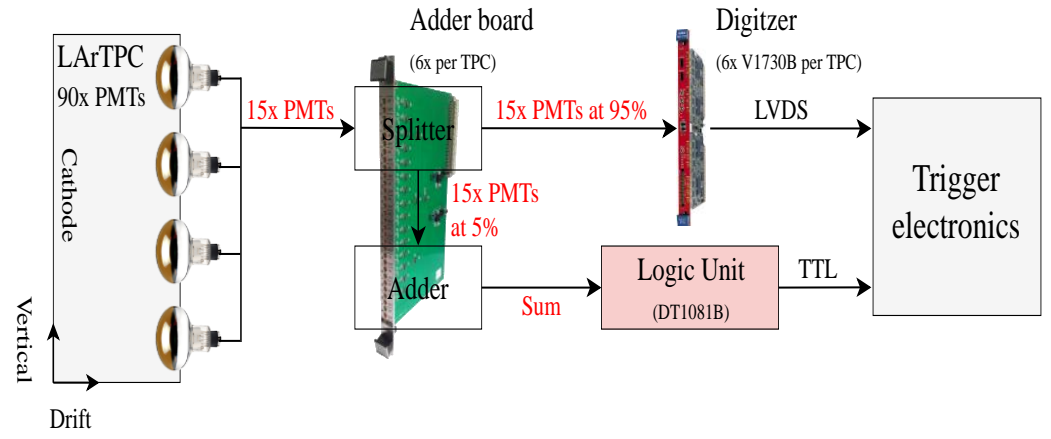 LArTPC
90x PMTs
Cathode
Vertical
Drift
15x PMTs
Adder board
(6x per TPC)
Splitter
15x PMTs at 95%
15x PMTs
at 5%
Adder
Sum
Digitzer
(6x V1730B per TPC)
LVDS
Logic Unit
(DT1081B)
TTL
Trigger
electronics